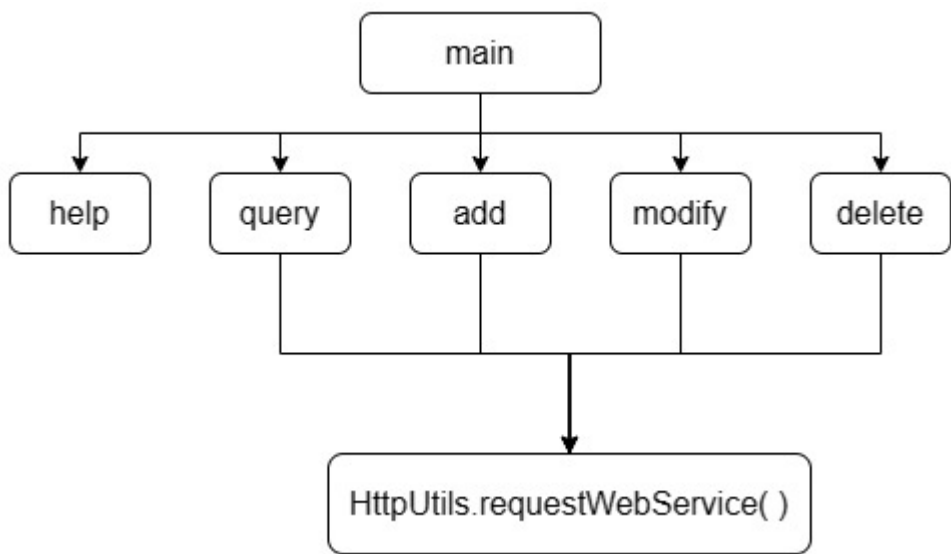 main
help
query
add
modify
delete
HttpUtils.requestWebService( )